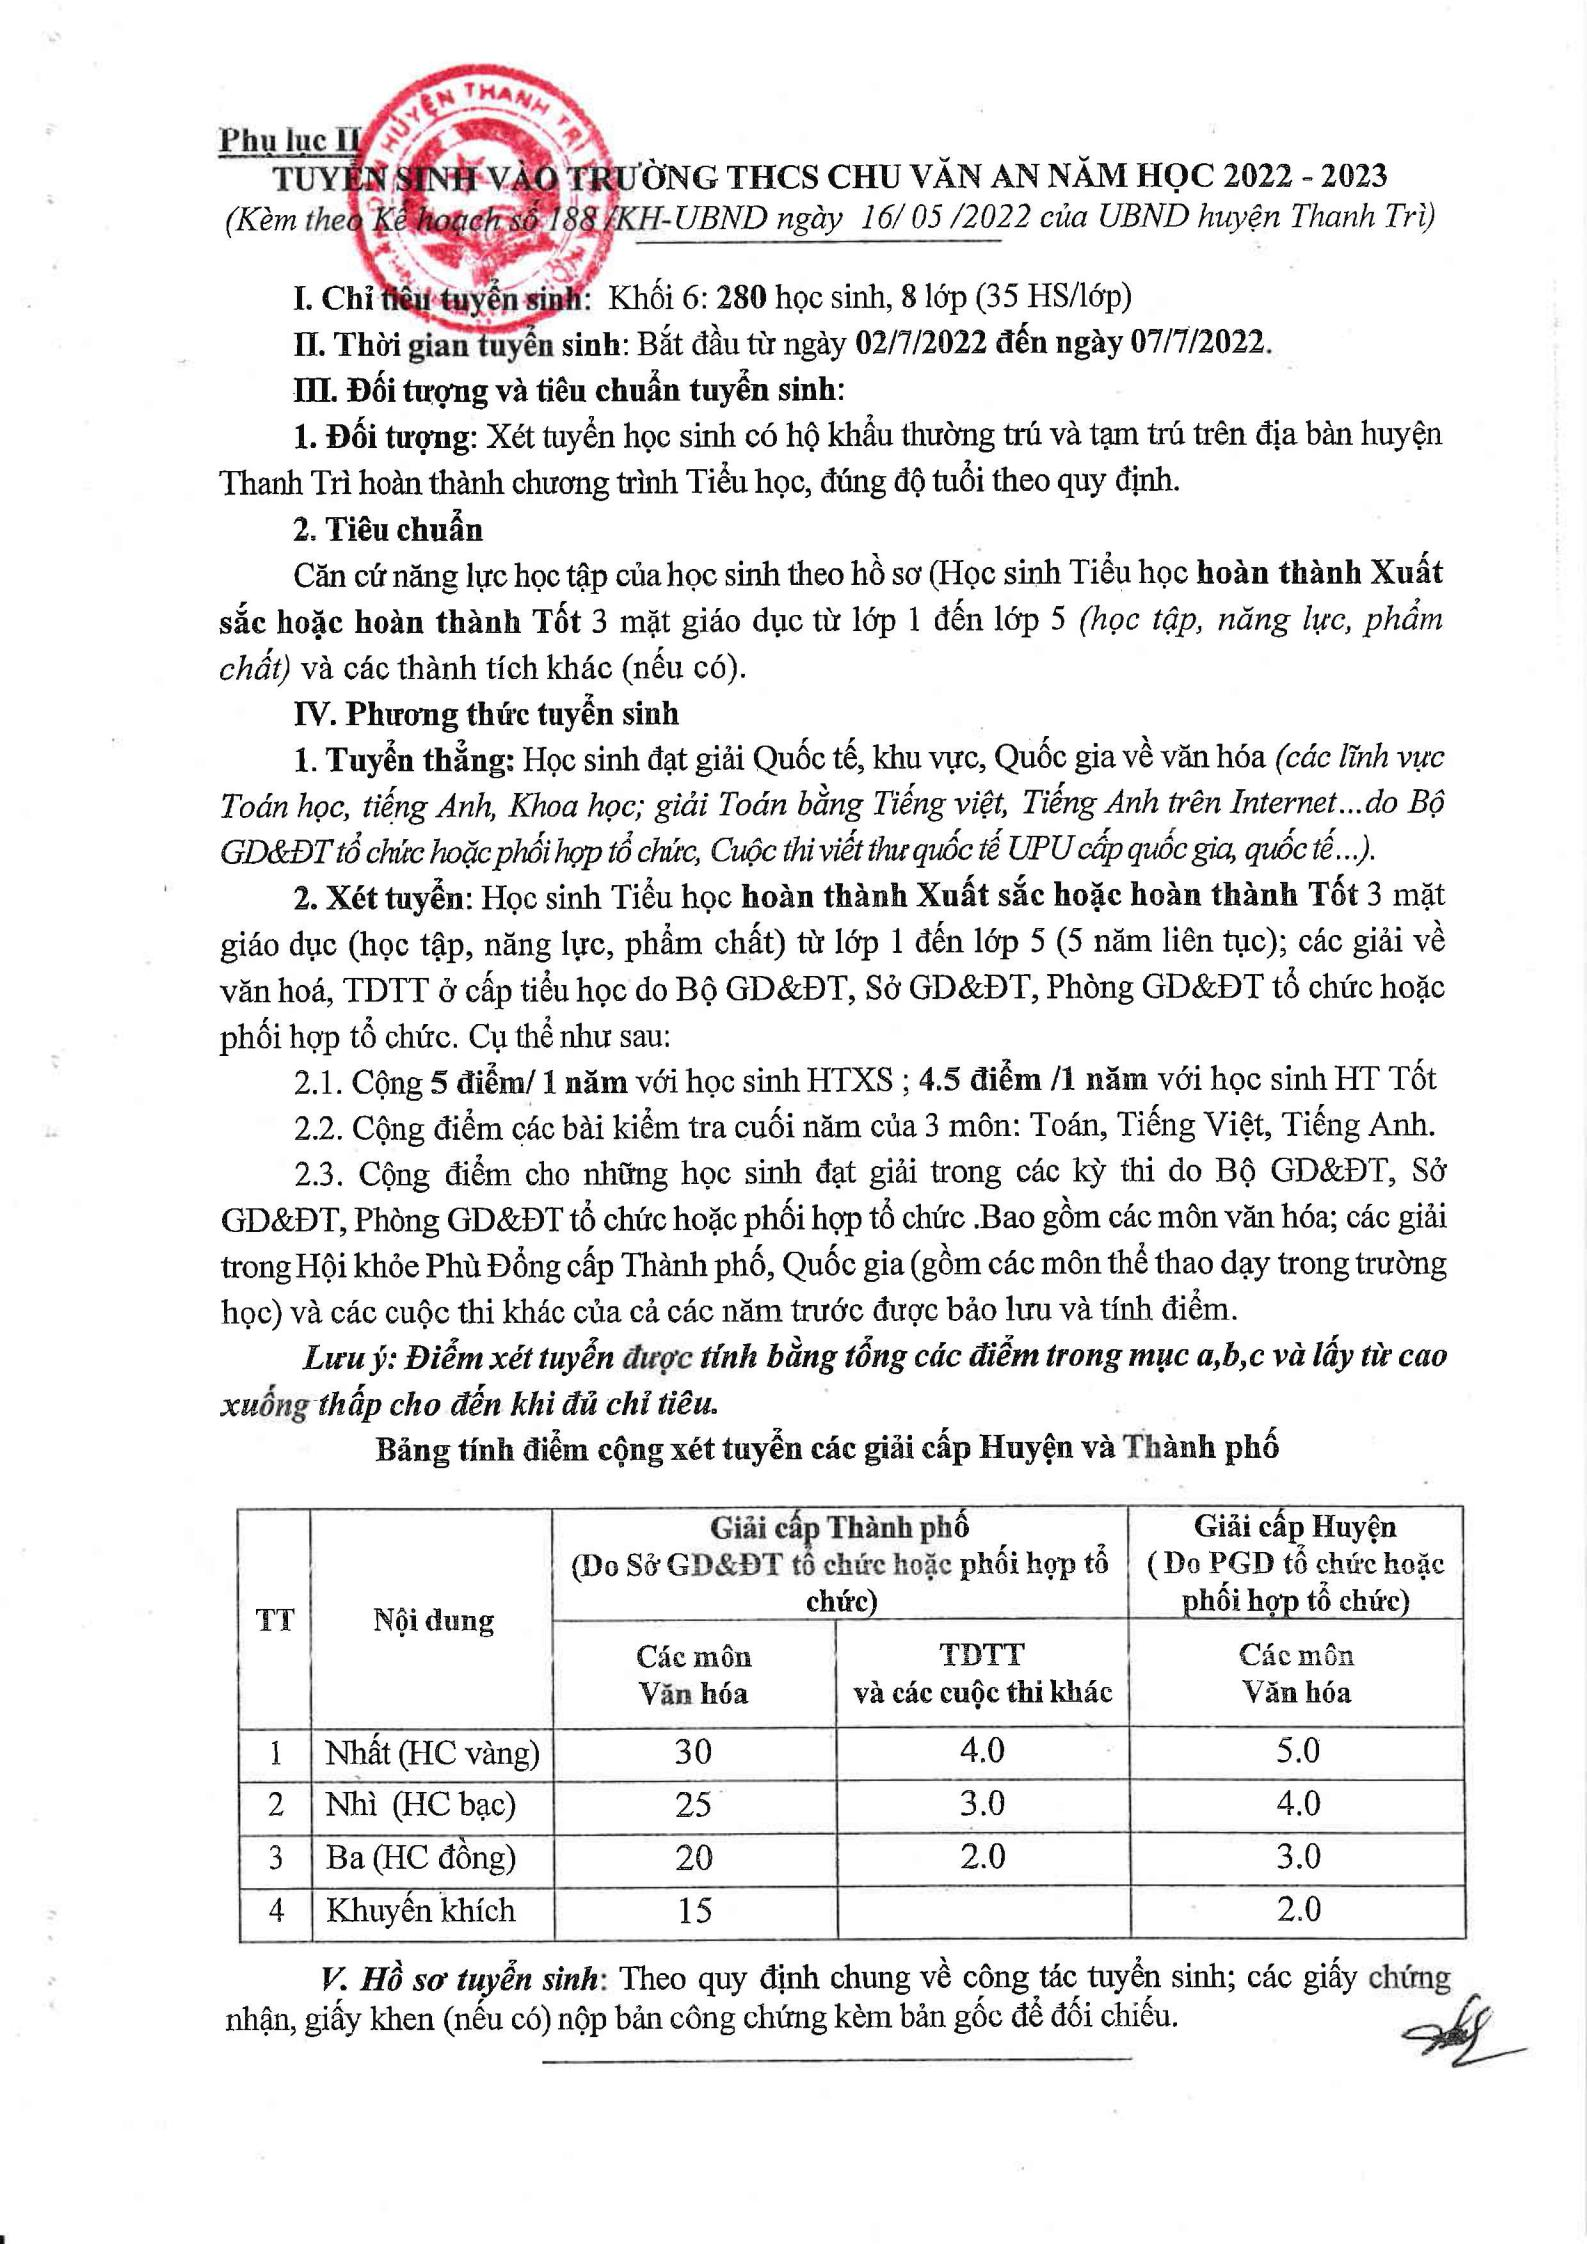 Phụ lục II
TUYỂN SINH VÀO TRƯỜNG THCS CHU VĂN AN NĂM HỌC 2022 - 2023
(Kèm theo Kế hoạch số 188 /KH-UBND ngày 16/ 05 /2022 của UBND huyện Thanh Trì)
HUYỆN THANH TRÌ
I. Chỉ tiêu tuyển sinh: Khối 6: 280 học sinh, 8 lớp (35 HS/lớp)
II. Thời gian tuyển sinh: Bắt đầu từ ngày 02/7/2022 đến ngày 07/7/2022.
III. Đối tượng và tiêu chuẩn tuyển sinh:
1. Đối tượng: Xét tuyển học sinh có hộ khẩu thường trú và tạm trú trên địa bàn huyện
Thanh Trì hoàn thành chương trình Tiểu học, đúng độ tuổi theo quy định.
2. Tiêu chuẩn
Căn cứ năng lực học tập của học sinh theo hồ sơ (Học sinh Tiểu học hoàn thành Xuất
sắc hoặc hoàn thành Tốt 3 mặt giáo dục từ lớp 1 đến lớp 5 (học tập, năng lực, phẩm
chất) và các thành tích khác (nếu có).
IV. Phương thức tuyển sinh
1. Tuyển thẳng: Học sinh đạt giải Quốc tế, khu vực, Quốc gia về văn hóa (các lĩnh vực
Toán học, tiếng Anh, Khoa học; giải Toán bằng Tiếng việt, Tiếng Anh trên Internet...do Bộ
GD&ĐT tổ chức hoặc phối hợp tổ chức, Cuộc thi viết thư quốc tế UPU cấp quốc gia, quốc tế...).
2. Xét tuyển: Học sinh Tiểu học hoàn thành Xuất sắc hoặc hoàn thành Tốt 3 mặt
giáo dục (học tập, năng lực, phẩm chất) từ lớp 1 đến lớp 5 (5 năm liên tục); các giải về
văn hoá, TDTT ở cấp tiểu học do Bộ GD&ĐT, Sở GD&ĐT, Phòng GD&ĐT tổ chức hoặc
phối hợp tổ chức. Cụ thể như sau:
2.1. Cộng 5 điểm/ 1 năm với học sinh HTXS ; 4.5 điểm /1 năm với học sinh HT Tốt
2.2. Cộng điểm các bài kiểm tra cuối năm của 3 môn: Toán, Tiếng Việt, Tiếng Anh.
2.3. Cộng điểm cho những học sinh đạt giải trong các kỳ thi do Bộ GD&ĐT, Sở
GD&ĐT, Phòng GD&ĐT tổ chức hoặc phối hợp tổ chức .Bao gồm các môn văn hóa; các giải
trong Hội khỏe Phù Đổng cấp Thành phố, Quốc gia (gồm các môn thể thao dạy trong trường
học) và các cuộc thi khác của cả các năm trước được bảo lưu và tính điểm.
Lưu ý: Điểm xét tuyển được tính bằng tổng các điểm trong mục a,b,c và lấy từ cao
xuống thấp cho đến khi đủ chỉ tiêu.
Bảng tính điểm cộng xét tuyển các giải cấp Huyện và Thành phố
TT Nội dung Giải cấp Thành phố Giải cấp Huyện
(Do Sở GD&ĐT tổ chức hoặc phối hợp tổ ( Do PGD tổ chức hoặc
chức) phối hợp tổ chức)
Các môn TDTT Các môn
Văn hóa và các cuộc thi khác Văn hóa
1 Nhất (HC vàng) 30 4.0 5.0
2 Nhì (HC bạc) 25 3.0 4.0
3 Ba (HC đồng) 20 2.0 3.0
4 Khuyến khích 15 2.0
V. Hồ sơ tuyển sinh: Theo quy định chung về công tác tuyển sinh; các giấy chứng
nhận, giấy khen (nếu có) nộp bản công chứng kèm bản gốc để đối chiếu.